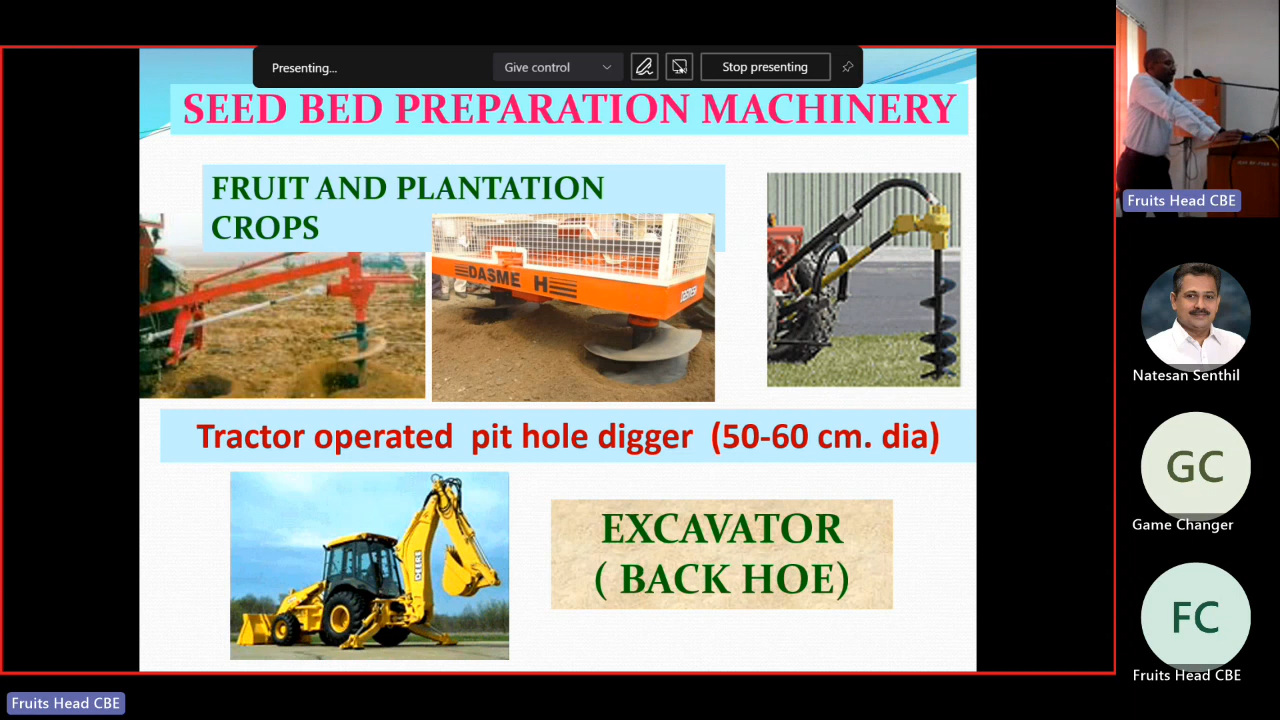 Presenting...
Give control
Stop presenting
SEED BED PREPARATION MACHINERY
FRUIT AND PLANTATION
CROPS
DASME H
DASMESH
Tractor operated pit hole digger (50-60 cm. dia)
DEERE
EXCAVATOR
( BACK HOE)
Fruits Head CBE
Natesan Senthil
GC
Game Changer
FC
Fruits Head CBE
Fruits Head CBE